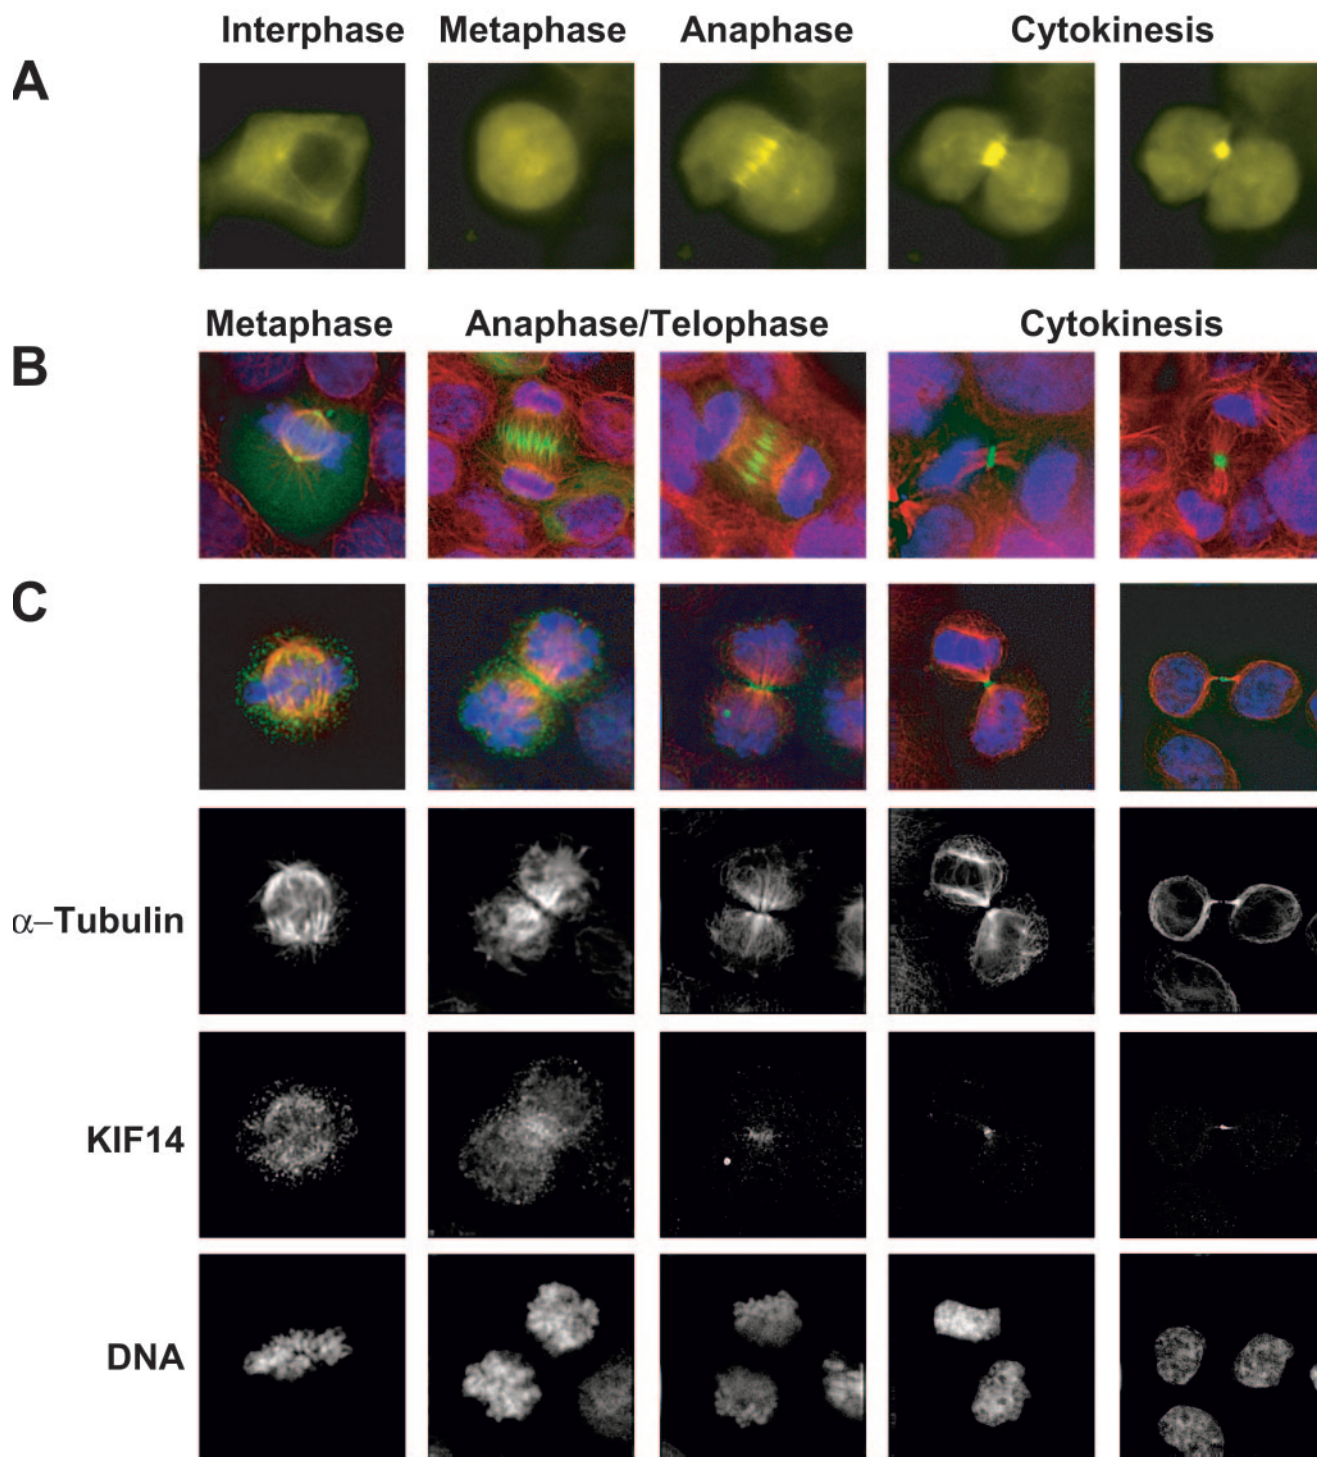 Interphase Metaphase Anaphase Cytokinesis
A
Metaphase Anaphase/Telophase Cytokinesis
B
C
α–Tubulin
KIF14
DNA